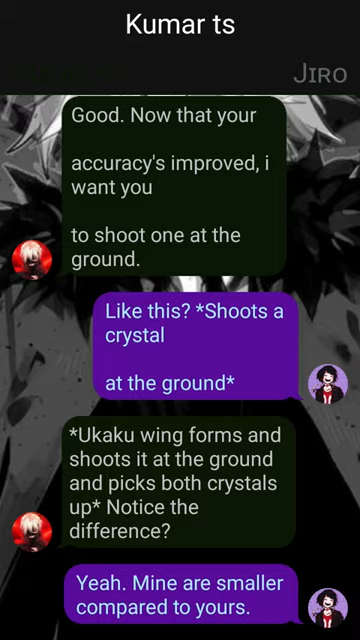 Kumar ts
Jiro
Good. Now that your
accuracy's improved, i
want you
to shoot one at the
ground.
Like this? *Shoots a
crystal
at the ground*
*Ukaku wing forms and
shoots it at the ground
and picks both crystals
up* Notice the
difference?
Yeah. Mine are smaller
compared to yours.